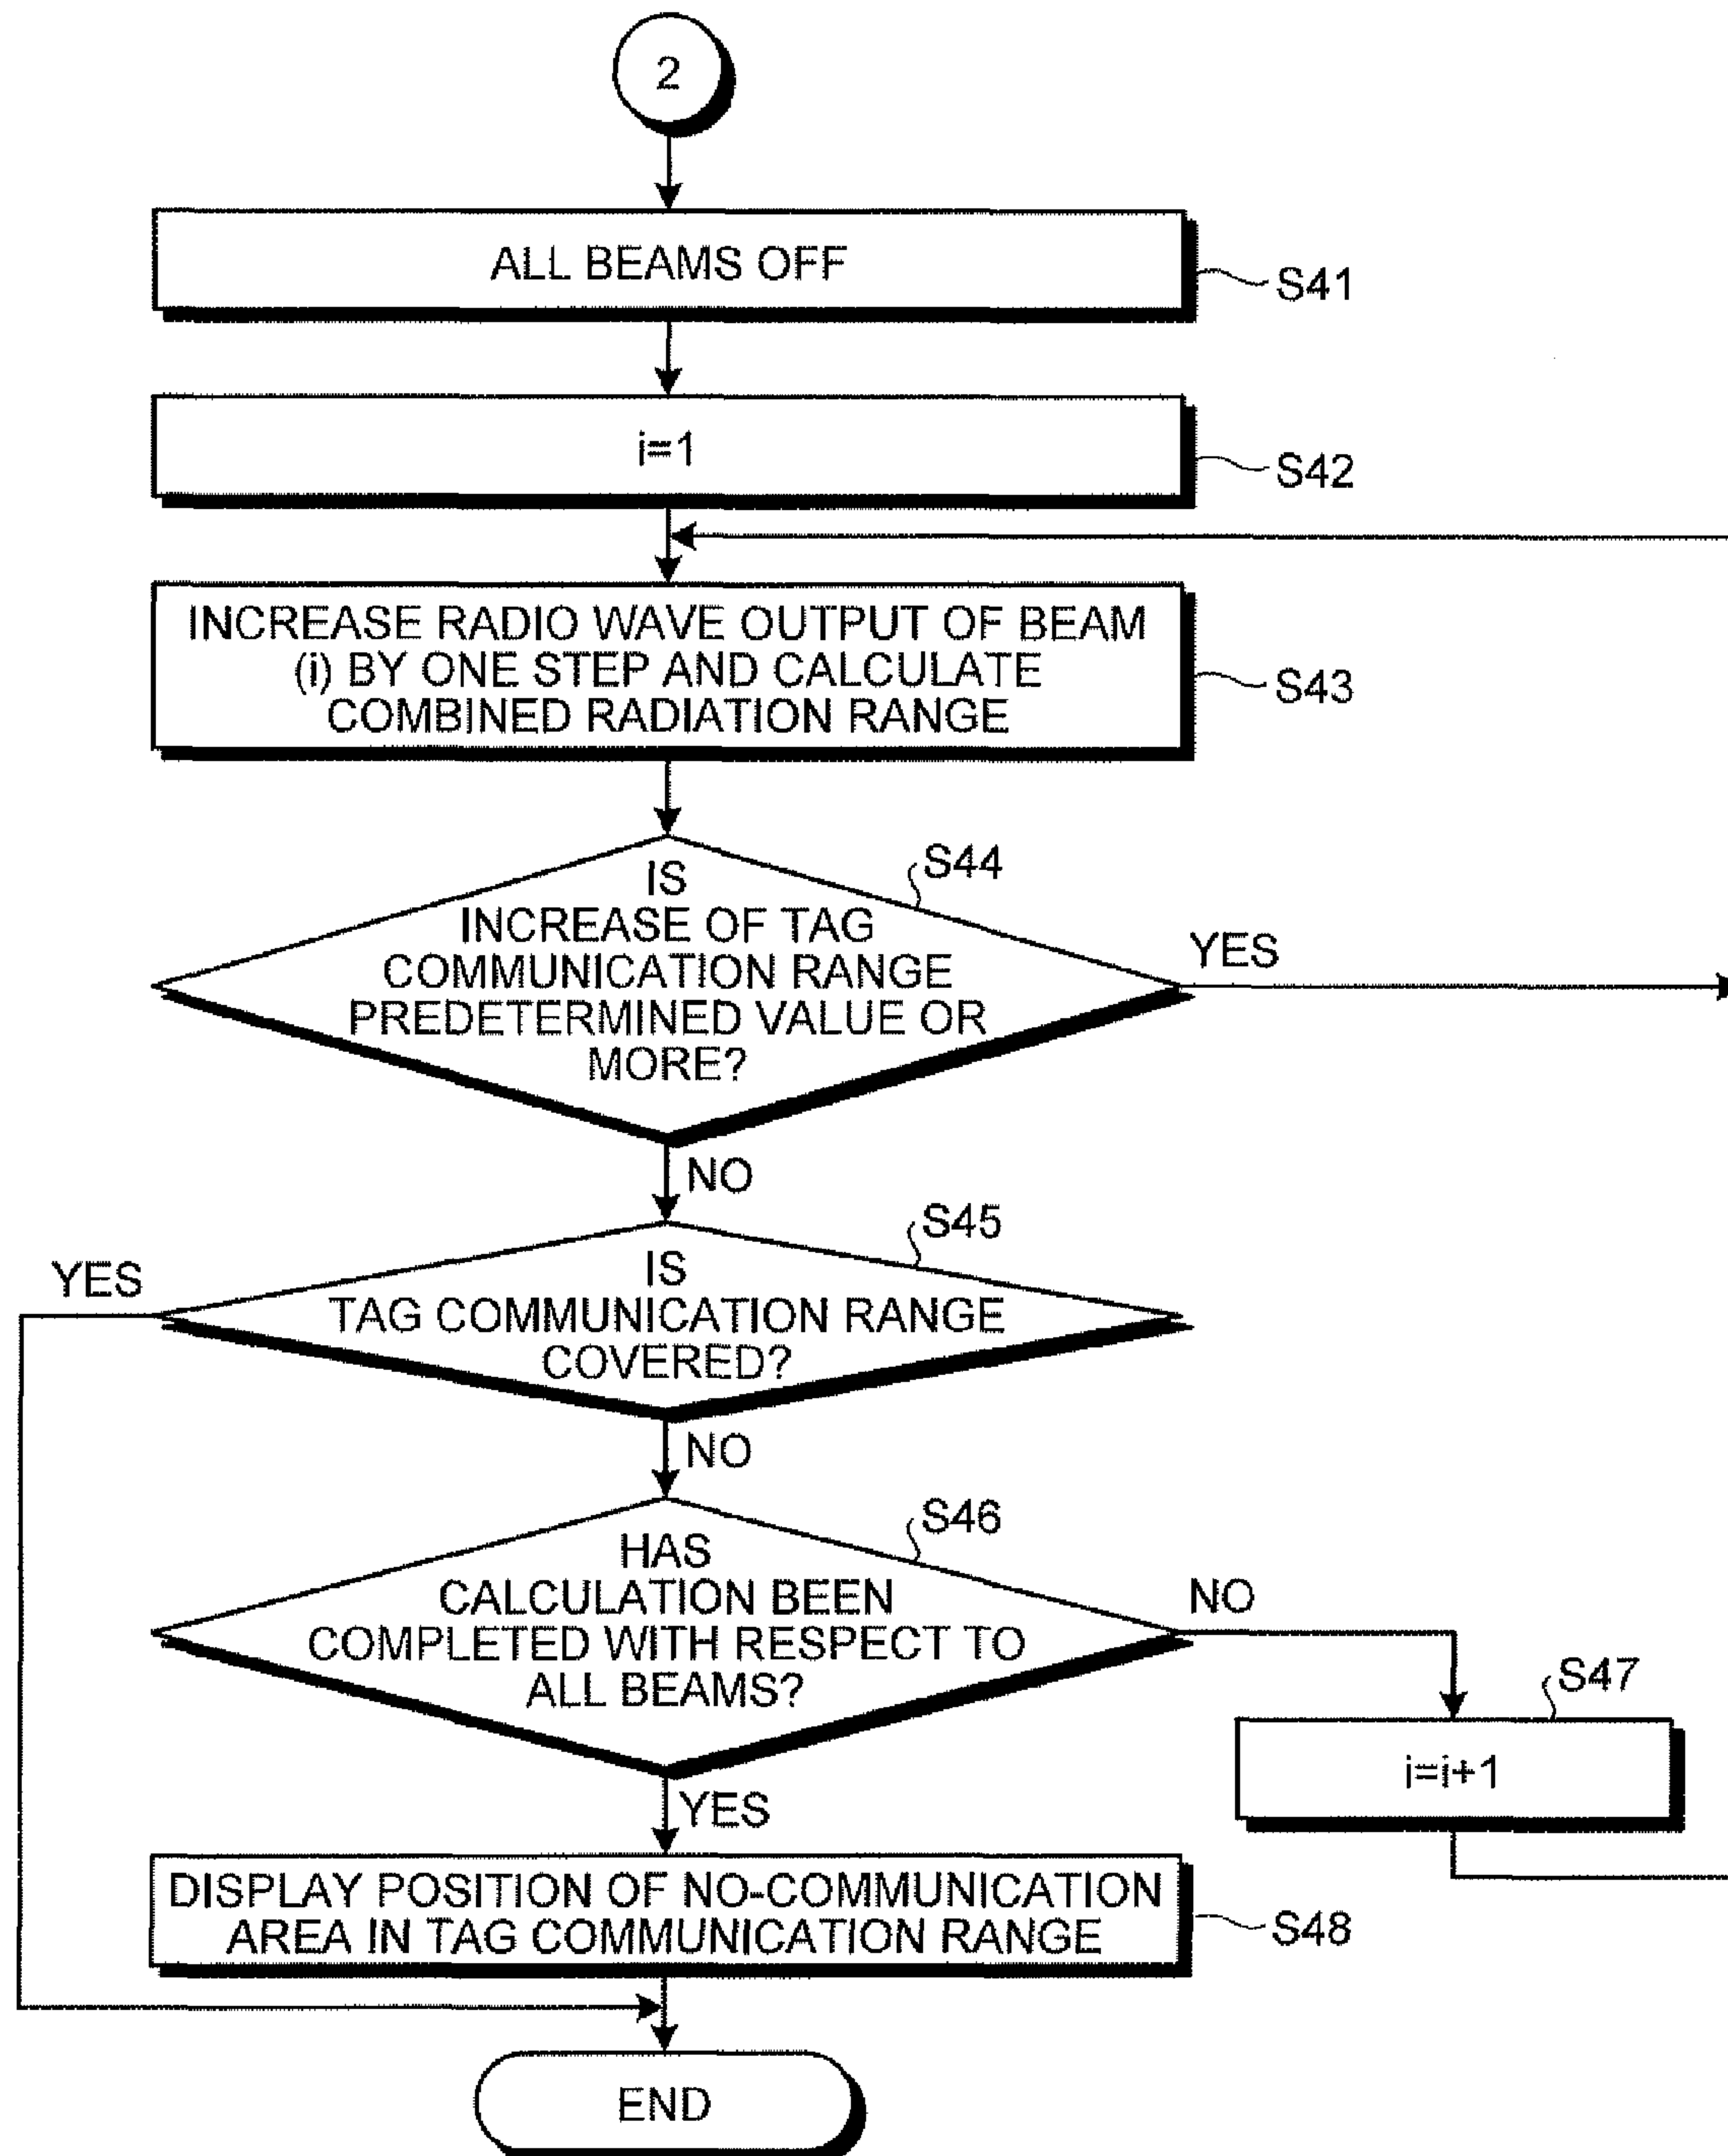 2
ALL BEAMS OFF
S41
i=1
S42
INCREASE RADIO WAVE OUTPUT OF BEAM
(i) BY ONE STEP AND CALCULATE
COMBINED RADIATION RANGE
S43
IS
INCREASE OF TAG
COMMUNICATION RANGE
PREDETERMINED VALUE OR
MORE?
S44
YES
NO
IS
TAG COMMUNICATION RANGE
COVERED?
S45
YES
NO
HAS
CALCULATION BEEN
COMPLETED WITH RESPECT TO
ALL BEAMS?
S46
NO
S47
i=i+1
YES
DISPLAY POSITION OF NO-COMMUNICATION
AREA IN TAG COMMUNICATION RANGE
S48
END